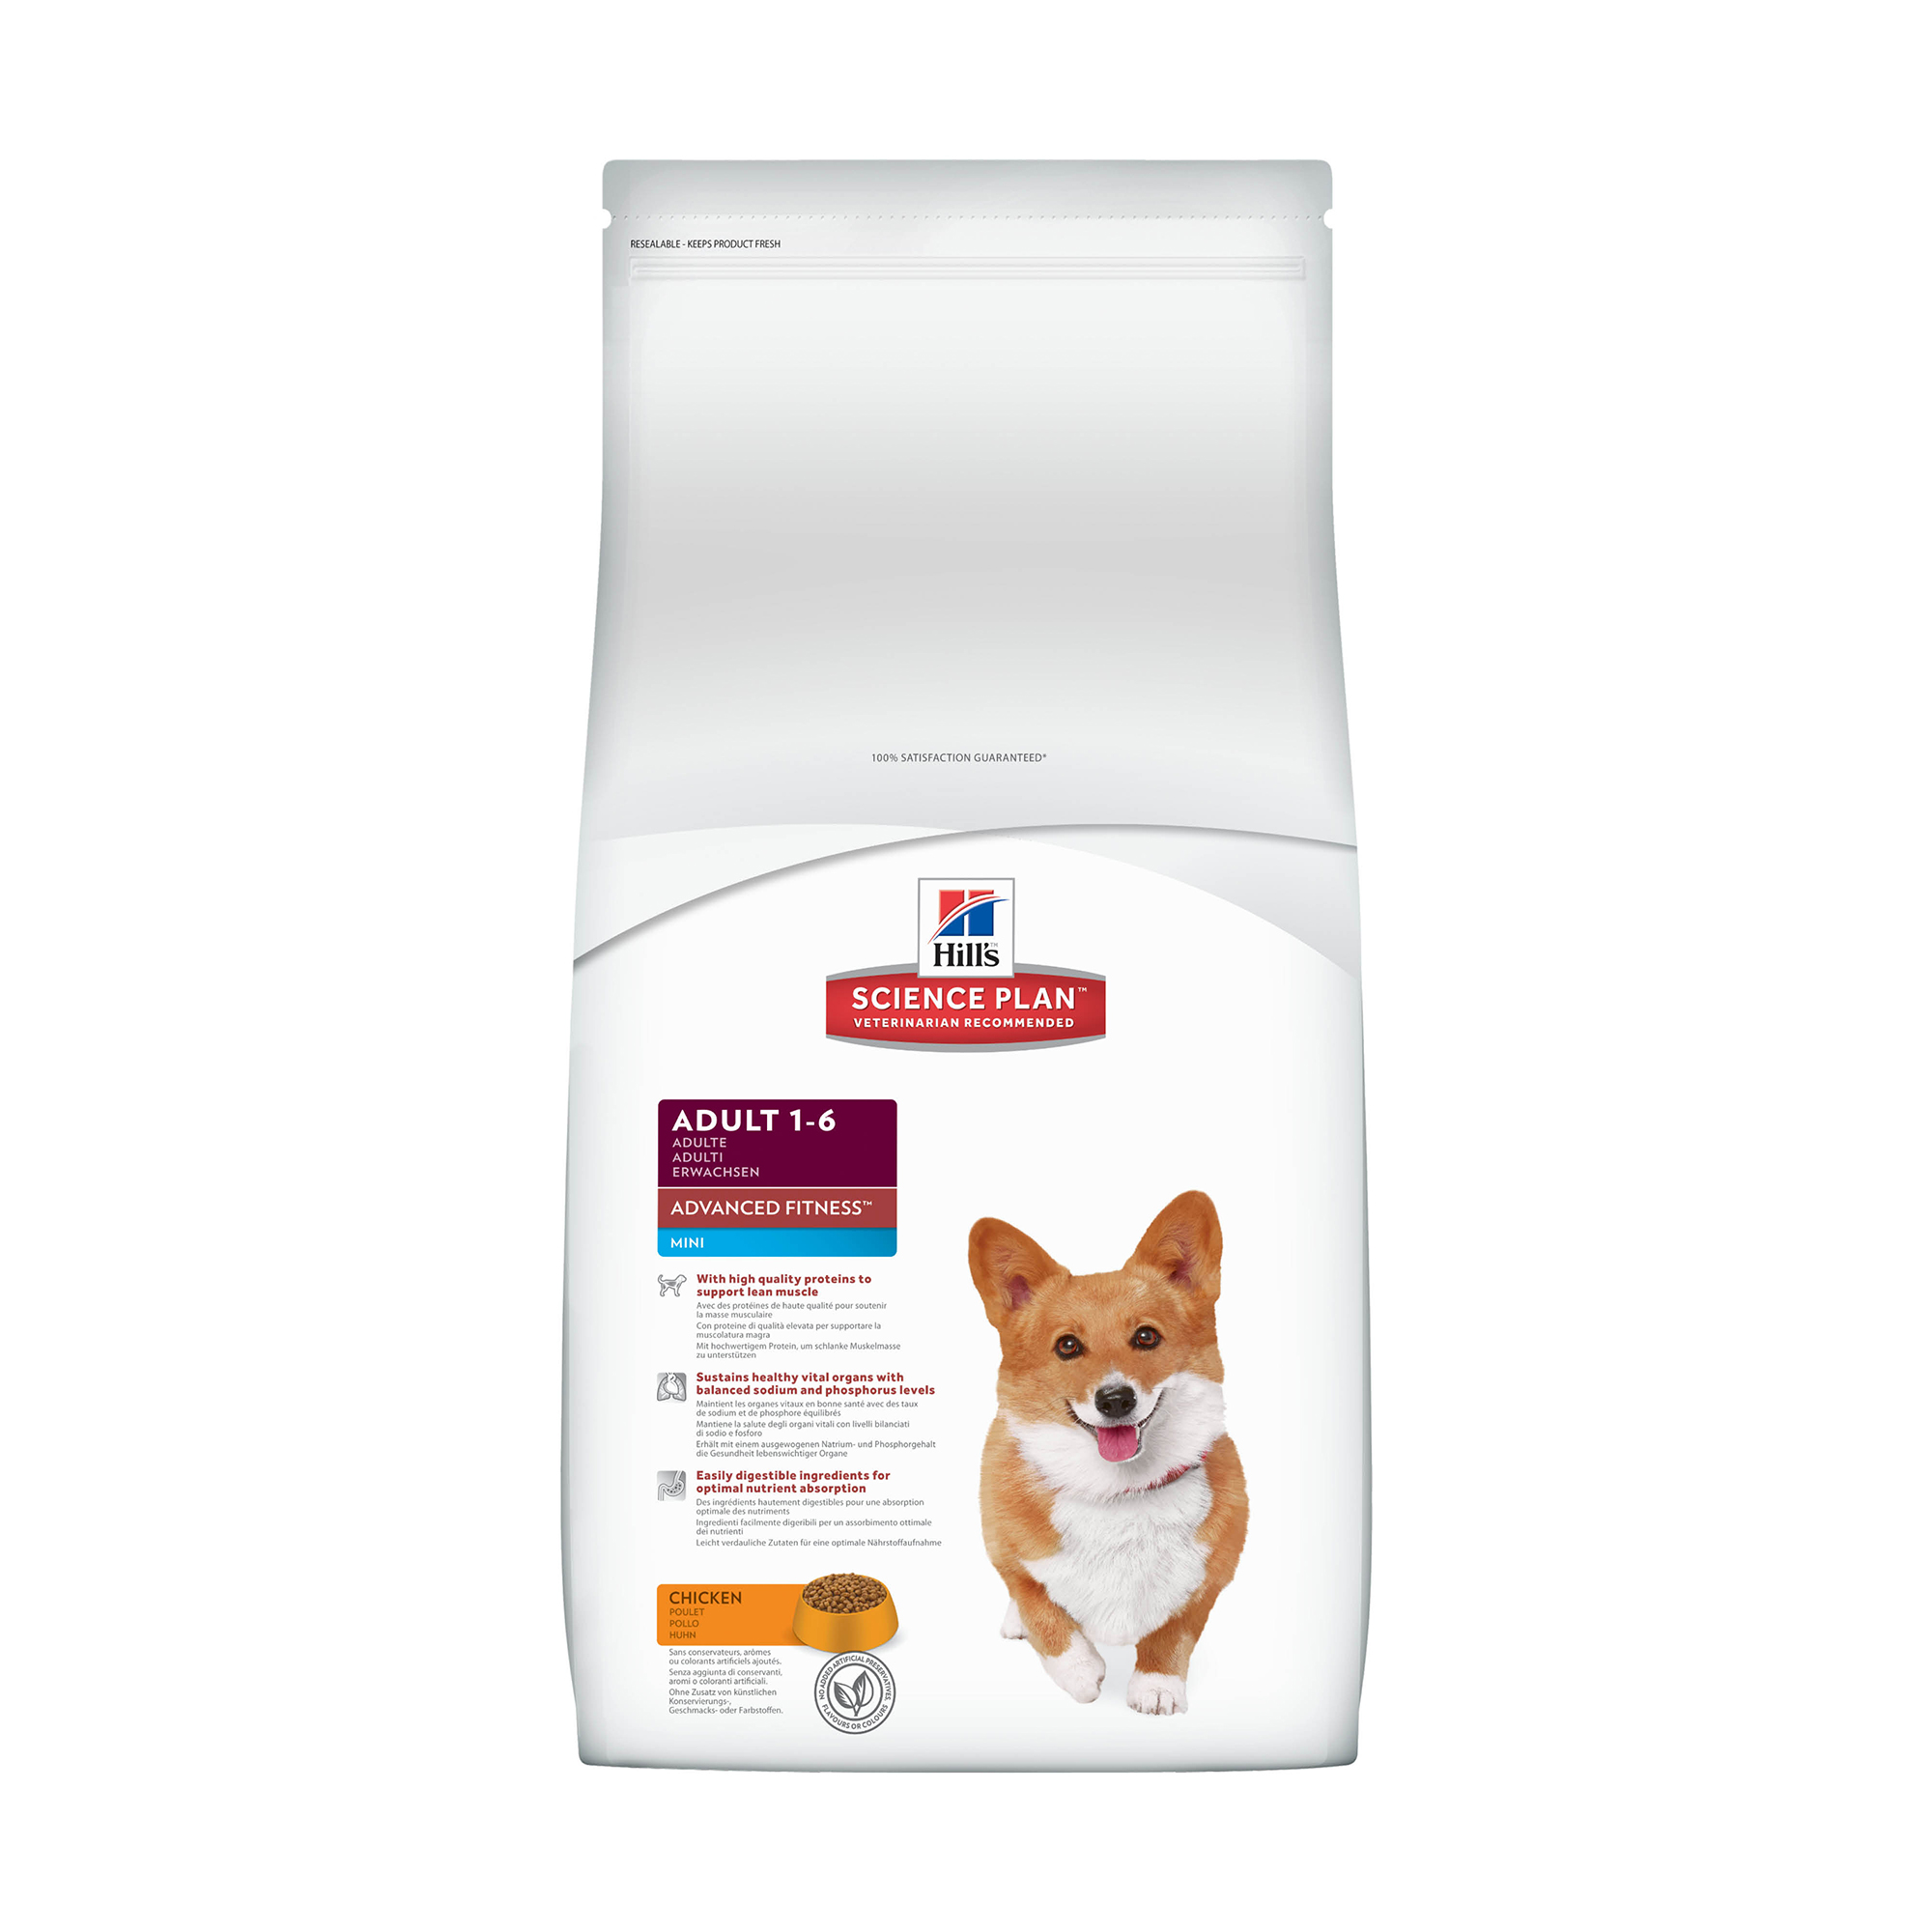 RESEALABLE - KEEPS PRODUCT FRESH
100% SATISFACTION GUARANTEED*
Hill's™
SCIENCE PLAN™
VETERINARIAN RECOMMENDED
ADULT 1-6
ADULTE
ADULTI
ERWACHSEN
ADVANCED FITNESS™
MINI
With high quality proteins to
support lean muscle
Avec des protéines de haute qualité pour soutenir
la masse musculaire
Con proteine di qualità elevata per supportare la
muscolatura magra
Mit hochwertigem Protein, um schlanke Muskelmasse
zu unterstützen
Sustains healthy vital organs with
balanced sodium and phosphorus levels
Maintient les organes vitaux en bonne santé avec des taux
de sodium et de phosphore équilibrés
Mantiene la salute degli organi vitali con livelli bilanciati
di sodio e fosforo
Erhält mit einem ausgewogenen Natrium- und Phosphorgehalt
die Gesundheit lebenswichtiger Organe
Easily digestible ingredients for
optimal nutrient absorption
Des ingrédients hautement digestibles pour une absorption
optimale des nutriments
Ingredienti facilmente digeribili per un assorbimento ottimale
dei nutrienti
Leicht verdauliche Zutaten für eine optimale Nährstoffaufnahme
CHICKEN
POULET
POLLO
HUHN
Sans conservateurs, arômes
ou colorants artificiels ajoutés.
Senza aggiunta di conservanti,
aromi o coloranti artificiali.
Ohne Zusatz von künstlichen
Konservierungs-,
Geschmacks- oder Farbstoffen.
NO ADDED ARTIFICIAL PRESERVATIVES,
FLAVOURS OR COLOURS